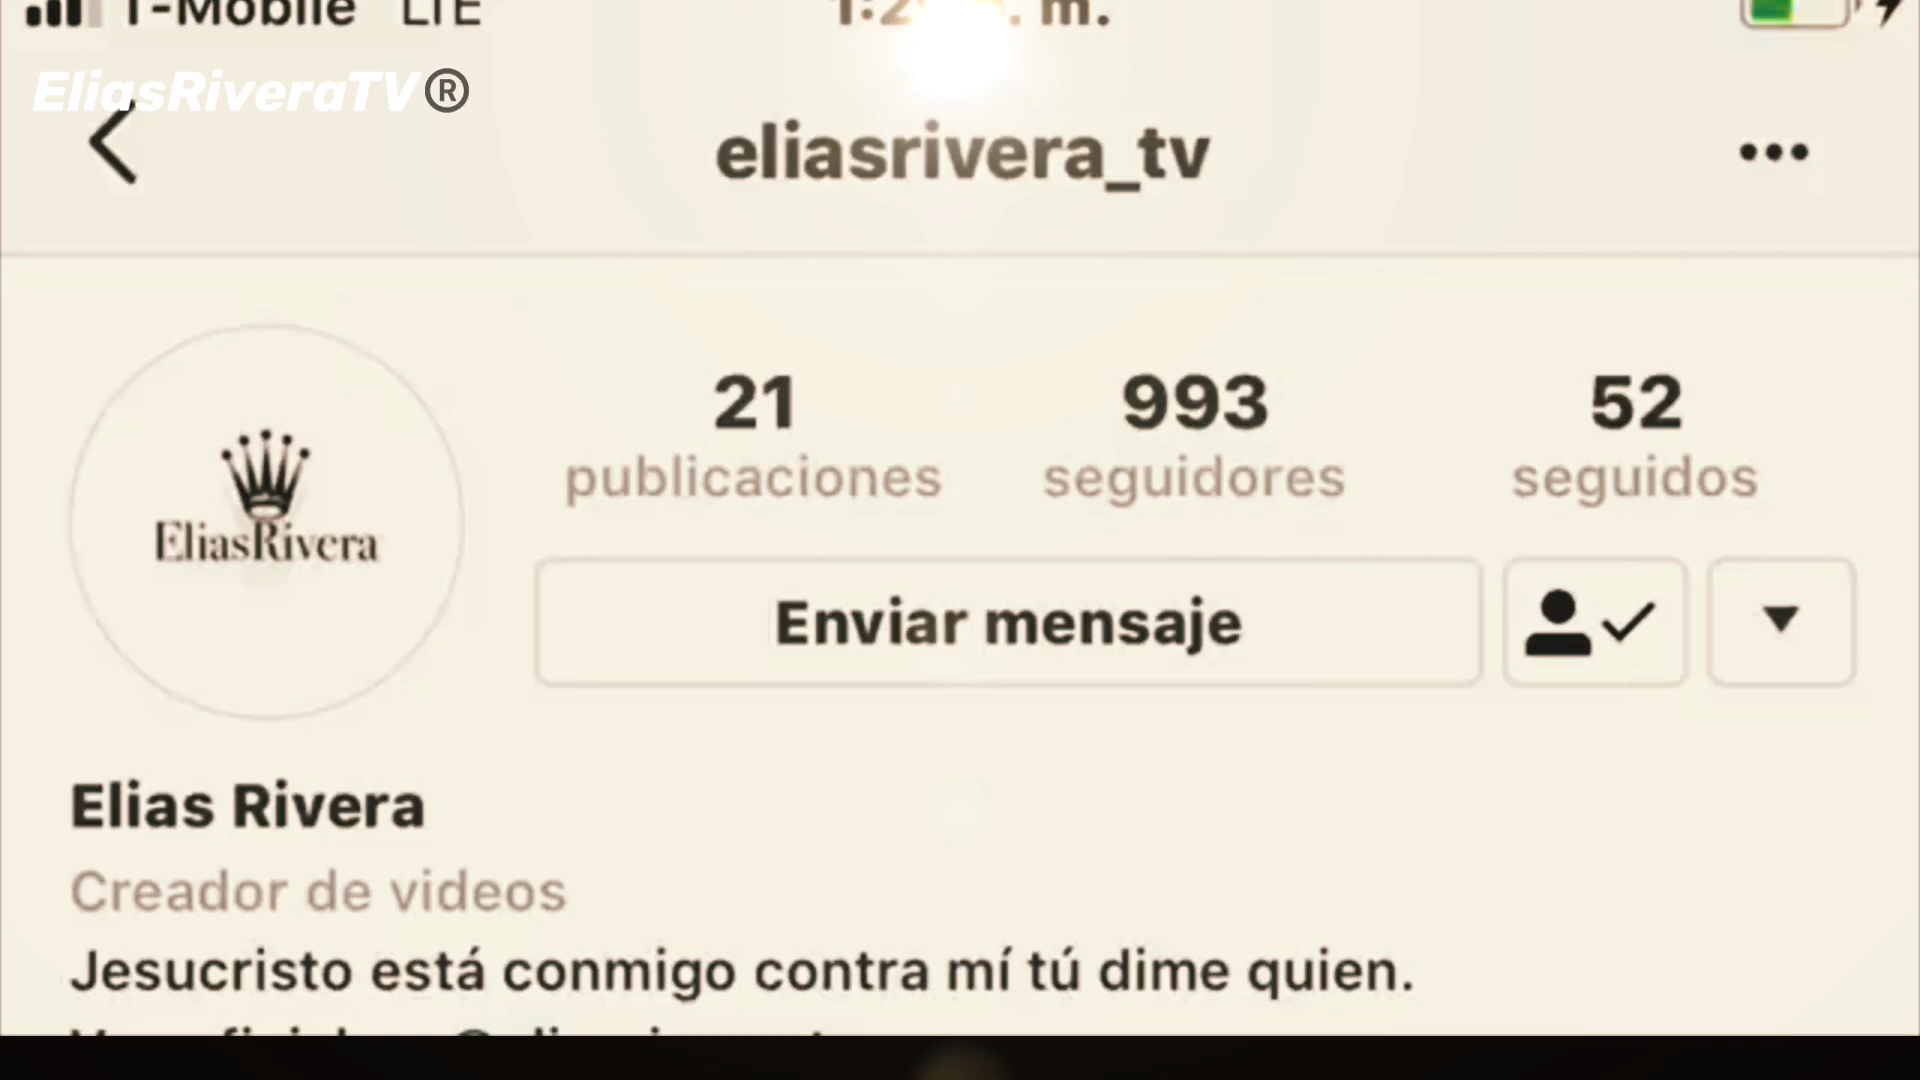 T-Mobile LTE
EliasRiveraTV®
eliasrivera_tv
21 993 52
publicaciones seguidores seguidos
EliasRivera
Enviar mensaje
Elias Rivera
Creador de videos
Jesucristo está conmigo contra mí tú dime quien.